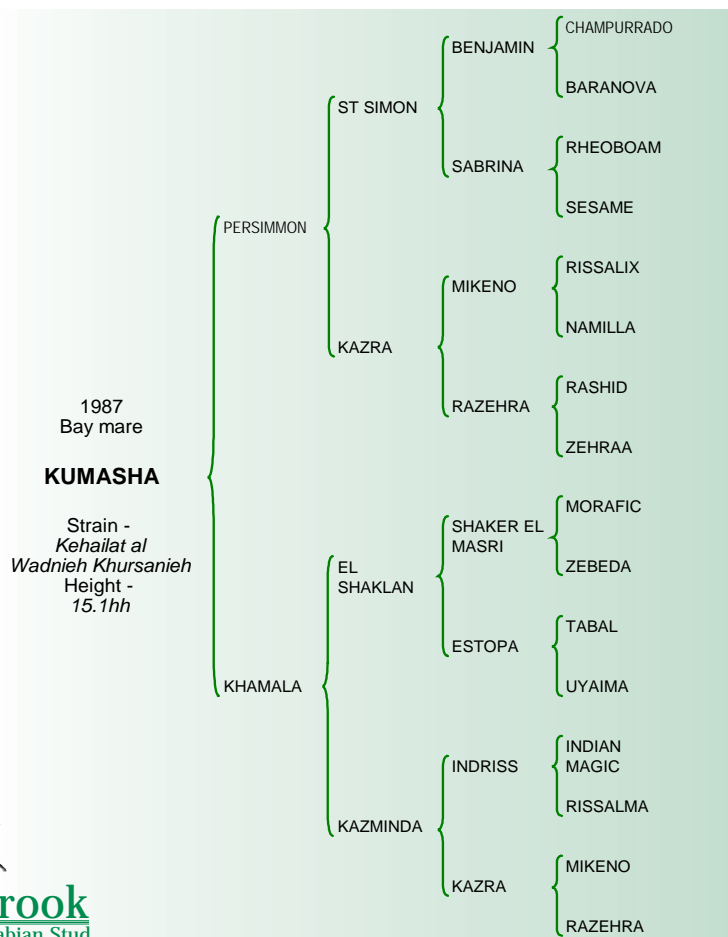 1987
Bay mare
KUMASHA
Strain -
Kehailat al
Wadnieh Khursanieh
Height -
15.1hh
PERSIMMON
KHAMALA
ST SIMON
KAZRA
EL
SHAKLAN
KAZMINDA
BENJAMIN
SABRINA
MIKENO
RAZEHRA
SHAKER EL
MASRI
ESTOPA
INDRISS
KAZRA
CHAMPURRADO
BARANOVA
RHEOBOAM
SESAME
RISSALIX
NAMILLA
RASHID
ZEHRAA
MORAFIC
ZEBEDA
TABAL
UYAIMA
INDIAN
MAGIC
RISSALMA
MIKENO
RAZEHRA
Stud